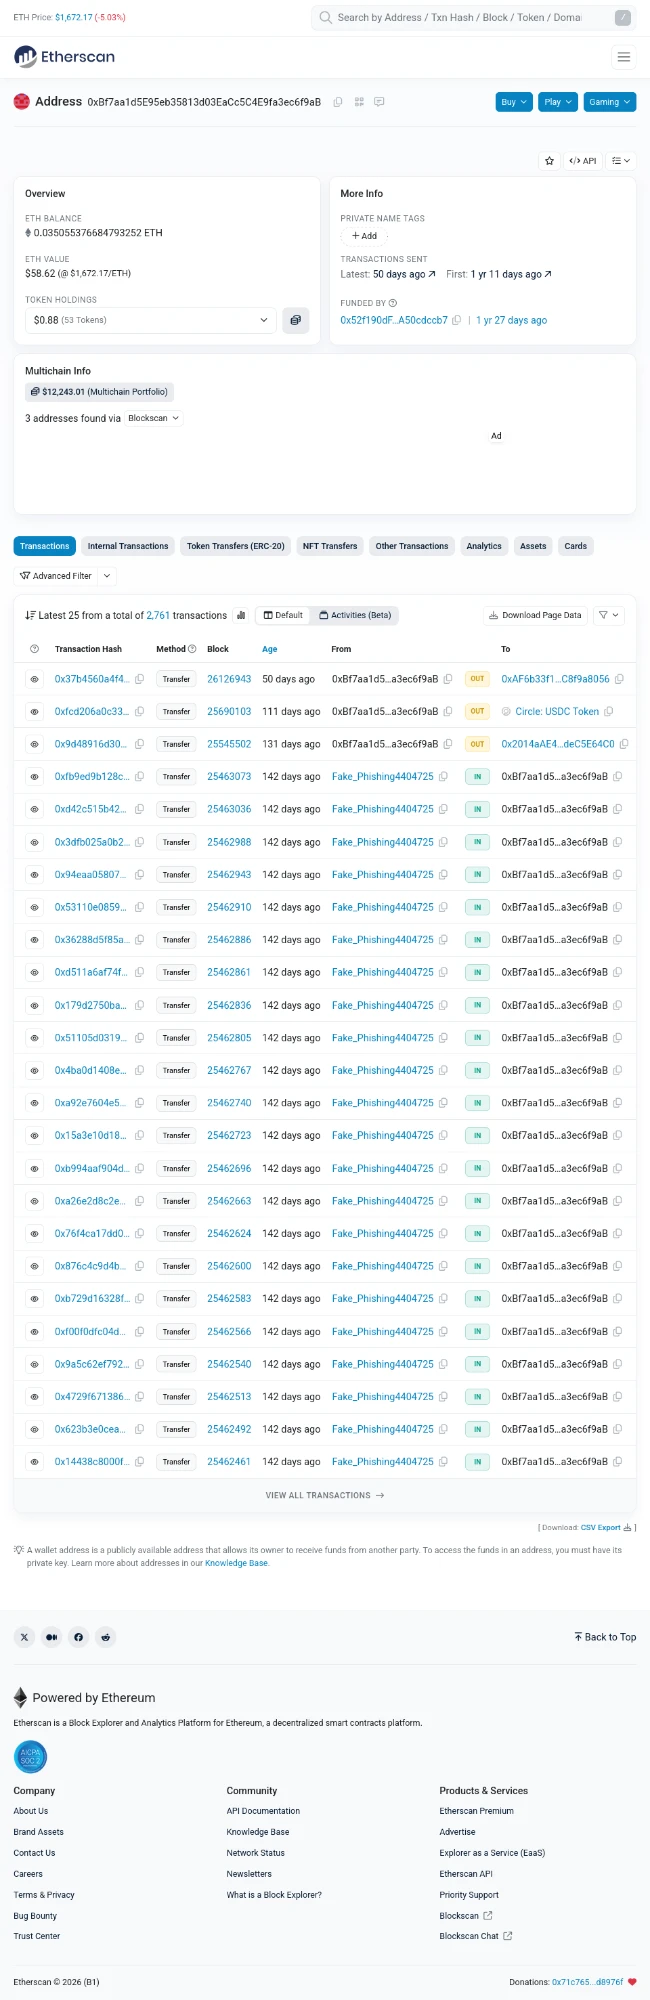 ETH Price: $1,672.17 (-5.03%)
Search by Address / Txn Hash / Block / Token / Domai
/
Etherscan
Address 0xBf7aa1d5E95eb35813d03EaCc5C4E9fa3ec6f9aB
Buy Play Gaming
API
Overview
ETH BALANCE
0.035055376684793252 ETH
ETH VALUE
$58.62 (@ $1,672.17/ETH)
TOKEN HOLDINGS
$0.88 (53 Tokens)
More Info
PRIVATE NAME TAGS
+ Add
TRANSACTIONS SENT
Latest: 50 days ago ↗ First: 1 yr 11 days ago ↗
FUNDED BY
0x52f190dF...A50cdccb7 | 1 yr 27 days ago
Multichain Info
$12,243.01 (Multichain Portfolio)
3 addresses found via Blockscan
Ad
Transactions Internal Transactions Token Transfers (ERC-20) NFT Transfers Other Transactions Analytics Assets Cards
Advanced Filter
Latest 25 from a total of 2,761 transactions Default Activities (Beta) Download Page Data
Transaction Hash Method Block Age From To
0x37b4560a4f4... Transfer 26126943 50 days ago 0xBf7aa1d5...a3ec6f9aB OUT 0xAF6b33f1...C8f9a8056
0xfcd206a0c33... Transfer 25690103 111 days ago 0xBf7aa1d5...a3ec6f9aB OUT Circle: USDC Token
0x9d48916d30... Transfer 25545502 131 days ago 0xBf7aa1d5...a3ec6f9aB OUT 0x2014aAE4...deC5E64C0
0xfb9ed9b128c... Transfer 25463073 142 days ago Fake_Phishing4404725 IN 0xBf7aa1d5...a3ec6f9aB
0xd42c515b42... Transfer 25463036 142 days ago Fake_Phishing4404725 IN 0xBf7aa1d5...a3ec6f9aB
0x3dfb025a0b2... Transfer 25462988 142 days ago Fake_Phishing4404725 IN 0xBf7aa1d5...a3ec6f9aB
0x94eaa05807... Transfer 25462943 142 days ago Fake_Phishing4404725 IN 0xBf7aa1d5...a3ec6f9aB
0x53110e0859... Transfer 25462910 142 days ago Fake_Phishing4404725 IN 0xBf7aa1d5...a3ec6f9aB
0x36288d5f85a... Transfer 25462886 142 days ago Fake_Phishing4404725 IN 0xBf7aa1d5...a3ec6f9aB
0xd511a6af74f... Transfer 25462861 142 days ago Fake_Phishing4404725 IN 0xBf7aa1d5...a3ec6f9aB
0x179d2750ba... Transfer 25462836 142 days ago Fake_Phishing4404725 IN 0xBf7aa1d5...a3ec6f9aB
0x51105d0319... Transfer 25462805 142 days ago Fake_Phishing4404725 IN 0xBf7aa1d5...a3ec6f9aB
0x4ba0d1408e... Transfer 25462767 142 days ago Fake_Phishing4404725 IN 0xBf7aa1d5...a3ec6f9aB
0xa92e7604e5... Transfer 25462740 142 days ago Fake_Phishing4404725 IN 0xBf7aa1d5...a3ec6f9aB
0x15a3e10d18... Transfer 25462723 142 days ago Fake_Phishing4404725 IN 0xBf7aa1d5...a3ec6f9aB
0xb994aaf904d... Transfer 25462696 142 days ago Fake_Phishing4404725 IN 0xBf7aa1d5...a3ec6f9aB
0xa26e2d8c2e... Transfer 25462663 142 days ago Fake_Phishing4404725 IN 0xBf7aa1d5...a3ec6f9aB
0x76f4ca17dd0... Transfer 25462624 142 days ago Fake_Phishing4404725 IN 0xBf7aa1d5...a3ec6f9aB
0x876c4c9d4b... Transfer 25462600 142 days ago Fake_Phishing4404725 IN 0xBf7aa1d5...a3ec6f9aB
0xb729d16328f... Transfer 25462583 142 days ago Fake_Phishing4404725 IN 0xBf7aa1d5...a3ec6f9aB
0xf00f0dfc04d... Transfer 25462566 142 days ago Fake_Phishing4404725 IN 0xBf7aa1d5...a3ec6f9aB
0x9a5c62ef792... Transfer 25462540 142 days ago Fake_Phishing4404725 IN 0xBf7aa1d5...a3ec6f9aB
0x4729f671386... Transfer 25462513 142 days ago Fake_Phishing4404725 IN 0xBf7aa1d5...a3ec6f9aB
0x623b3e0cea... Transfer 25462492 142 days ago Fake_Phishing4404725 IN 0xBf7aa1d5...a3ec6f9aB
0x14438c8000f... Transfer 25462461 142 days ago Fake_Phishing4404725 IN 0xBf7aa1d5...a3ec6f9aB
VIEW ALL TRANSACTIONS →
[ Download: CSV Export ]
A wallet address is a publicly available address that allows its owner to receive funds from another party. To access the funds in an address, you must have its
private key. Learn more about addresses in our Knowledge Base.
Back to Top
Powered by Ethereum
Etherscan is a Block Explorer and Analytics Platform for Ethereum, a decentralized smart contracts platform.
AICPA
SOC 2
Company
About Us
Brand Assets
Contact Us
Careers
Terms & Privacy
Bug Bounty
Trust Center
Community
API Documentation
Knowledge Base
Network Status
Newsletters
What is a Block Explorer?
Products & Services
Etherscan Premium
Advertise
Explorer as a Service (EaaS)
Etherscan API
Priority Support
Blockscan
Blockscan Chat
Etherscan © 2026 (B1)
Donations: 0x71c765...d8976f